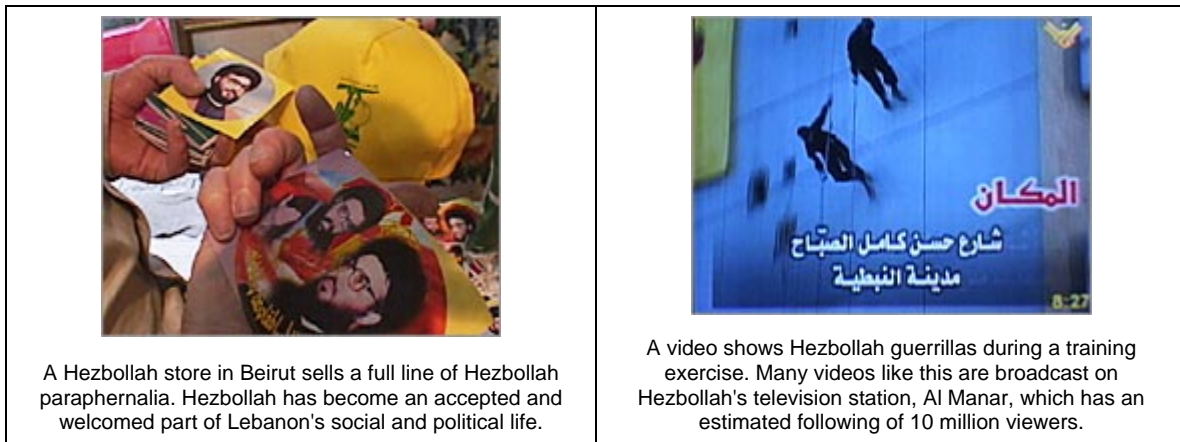 المكان
شارع حسن كامل الصبّاح
مدينة النبطية
8:27
A Hezbollah store in Beirut sells a full line of Hezbollah
paraphernalia. Hezbollah has become an accepted and
welcomed part of Lebanon's social and political life.
A video shows Hezbollah guerrillas during a training
exercise. Many videos like this are broadcast on
Hezbollah's television station, Al Manar, which has an
estimated following of 10 million viewers.